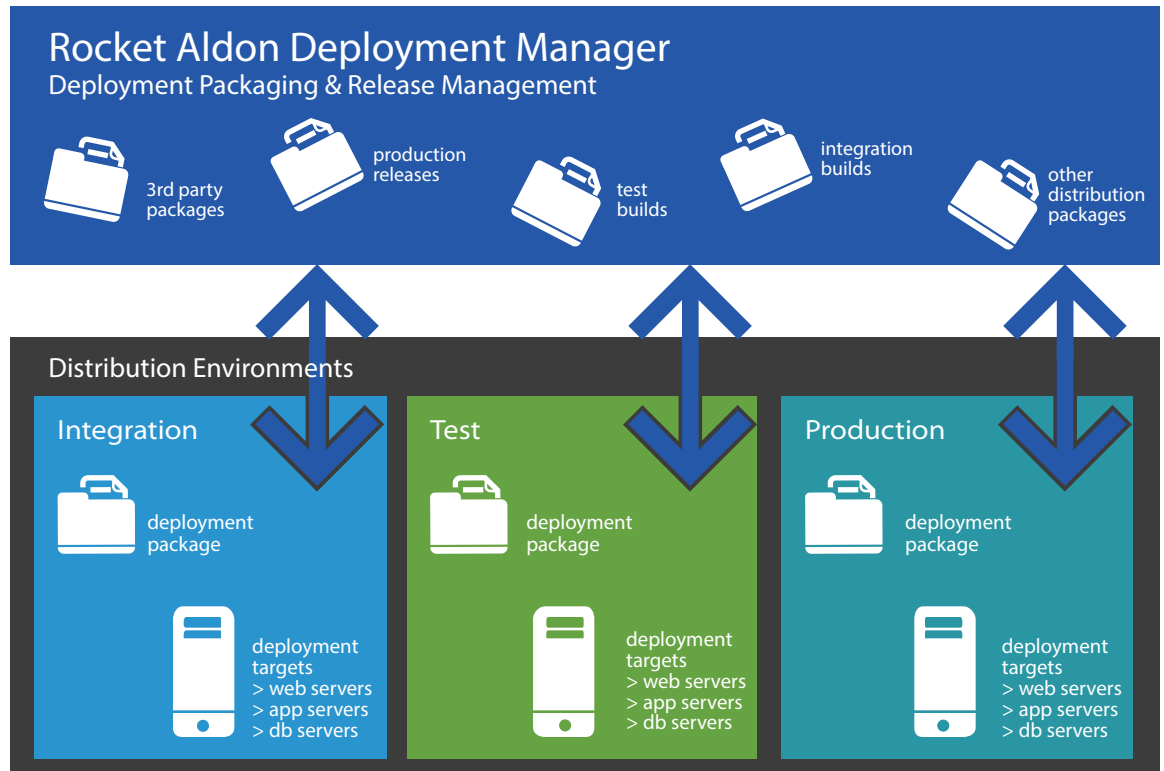 Rocket Aldon Deployment Manager
Deployment Packaging & Release Management
3rd party
packages
production
releases
test
builds
integration
builds
other
distribution
packages
Distribution Environments
Integration
deployment
package
deployment
targets
> web servers
> app servers
> db servers
Test
deployment
package
deployment
targets
> web servers
> app servers
> db servers
Production
deployment
package
deployment
targets
> web servers
> app servers
> db servers